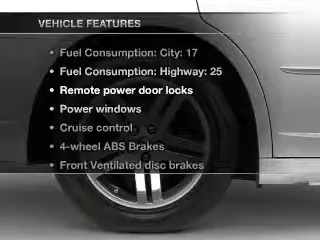 VEHICLE FEATURES
• Fuel Consumption: City: 17
• Fuel Consumption: Highway: 25
• Remote power door locks
• Power windows
• Cruise control
• 4-wheel ABS Brakes
• Front Ventilated disc brakes